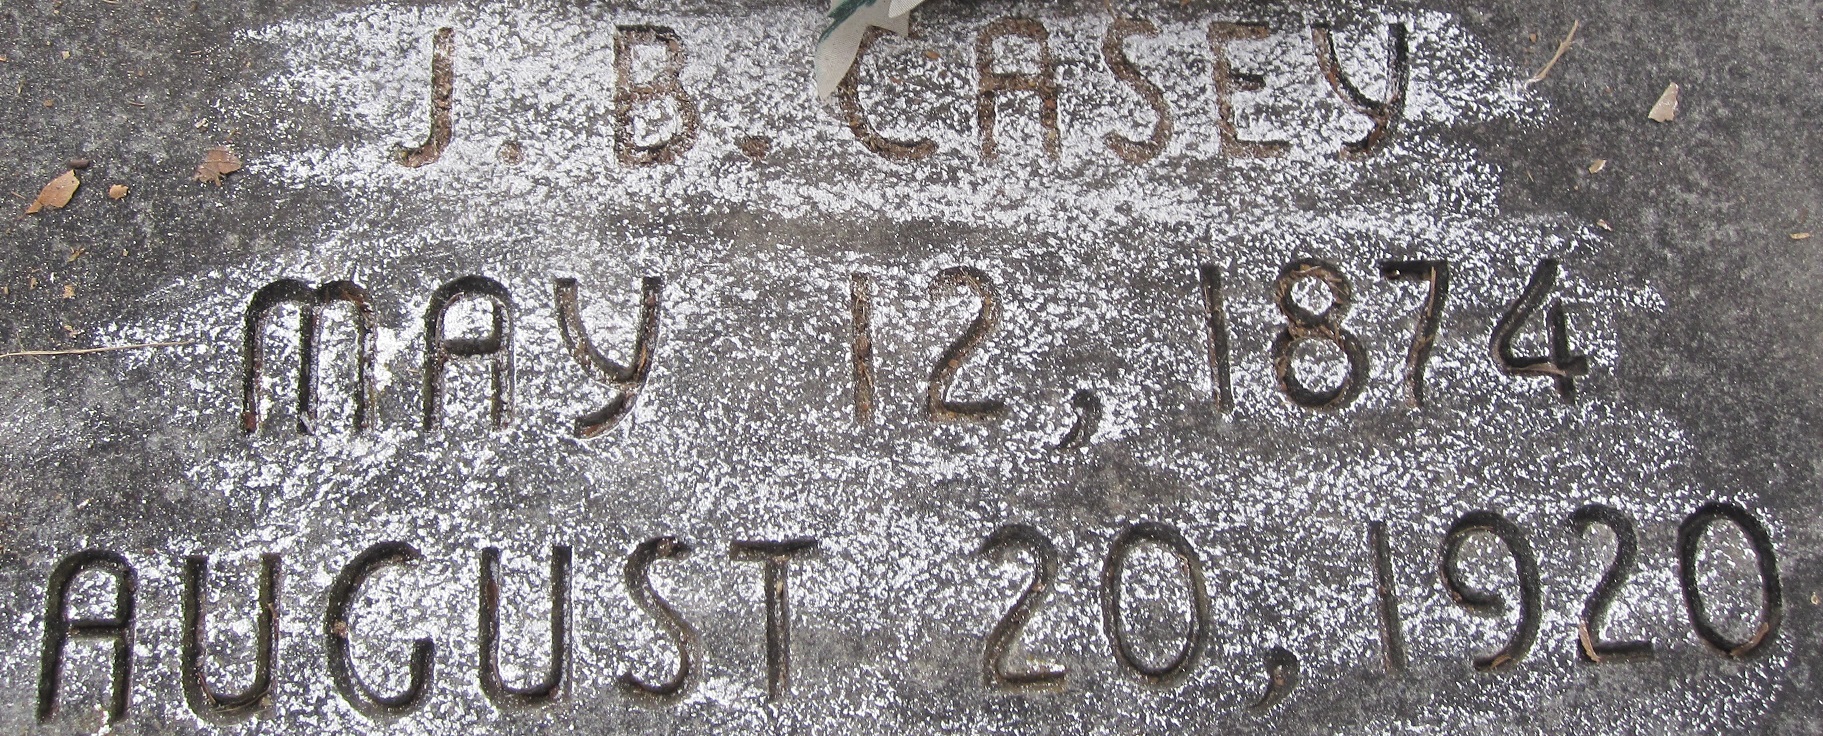 J. B. CASEY
MAY 12, 1874
AUGUST 20, 1920